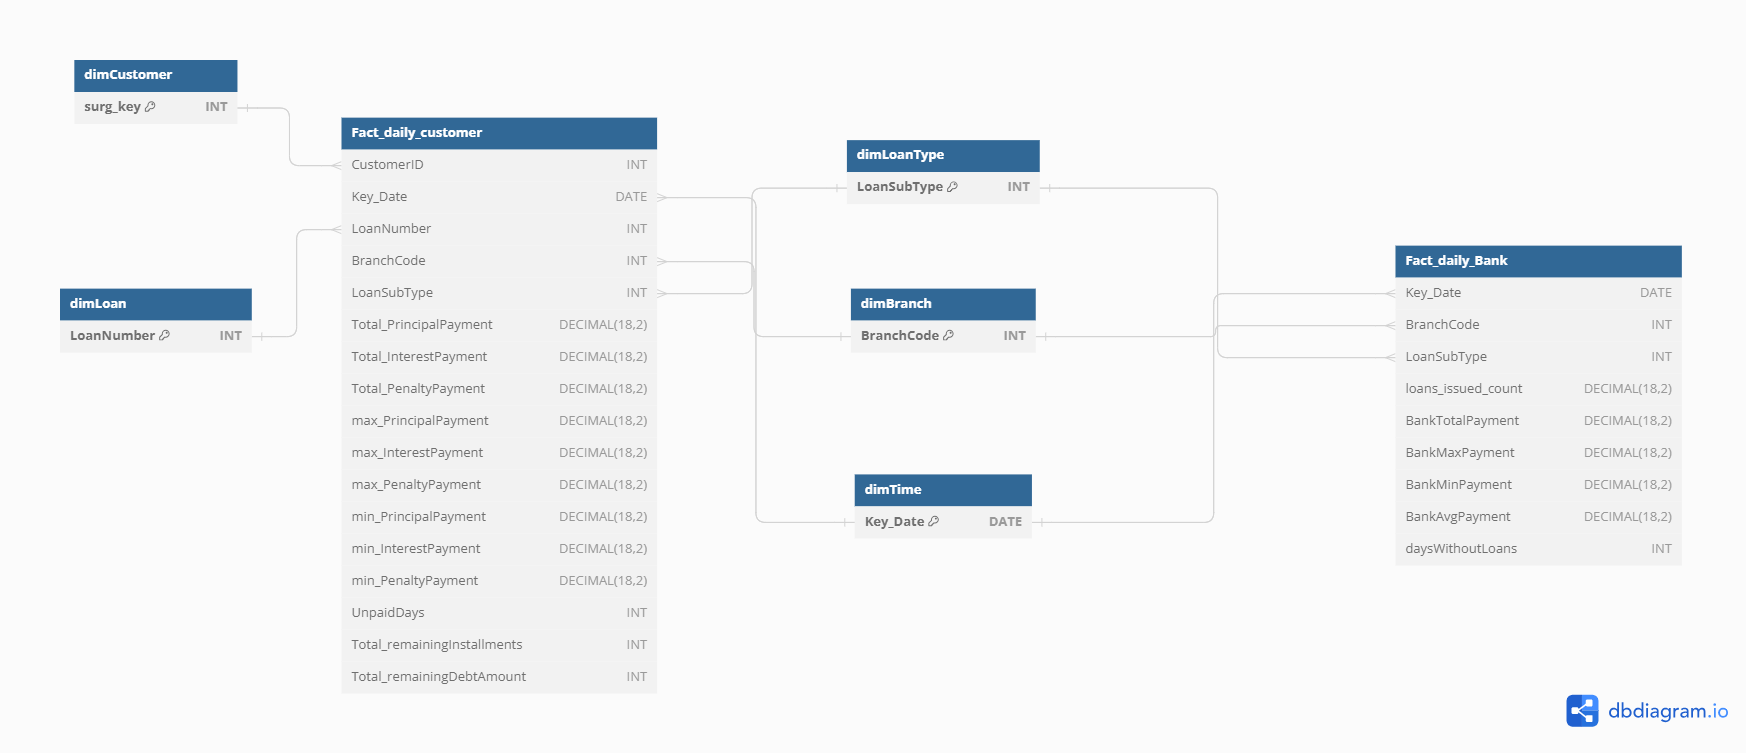 dimCustomer
surg_key INT
Fact_daily_customer
CustomerID INT
Key_Date DATE
LoanNumber INT
BranchCode INT
LoanSubType INT
Total_PrincipalPayment DECIMAL(18,2)
Total_InterestPayment DECIMAL(18,2)
Total_PenaltyPayment DECIMAL(18,2)
max_PrincipalPayment DECIMAL(18,2)
max_InterestPayment DECIMAL(18,2)
max_PenaltyPayment DECIMAL(18,2)
min_PrincipalPayment DECIMAL(18,2)
min_InterestPayment DECIMAL(18,2)
min_PenaltyPayment DECIMAL(18,2)
UnpaidDays INT
Total_remainingInstallments INT
Total_remainingDebtAmount INT
dimLoan
LoanNumber INT
dimLoanType
LoanSubType INT
dimBranch
BranchCode INT
dimTime
Key_Date DATE
Fact_daily_Bank
Key_Date DATE
BranchCode INT
LoanSubType INT
loans_issued_count DECIMAL(18,2)
BankTotalPayment DECIMAL(18,2)
BankMaxPayment DECIMAL(18,2)
BankMinPayment DECIMAL(18,2)
BankAvgPayment DECIMAL(18,2)
daysWithoutLoans INT
dbdiagram.io